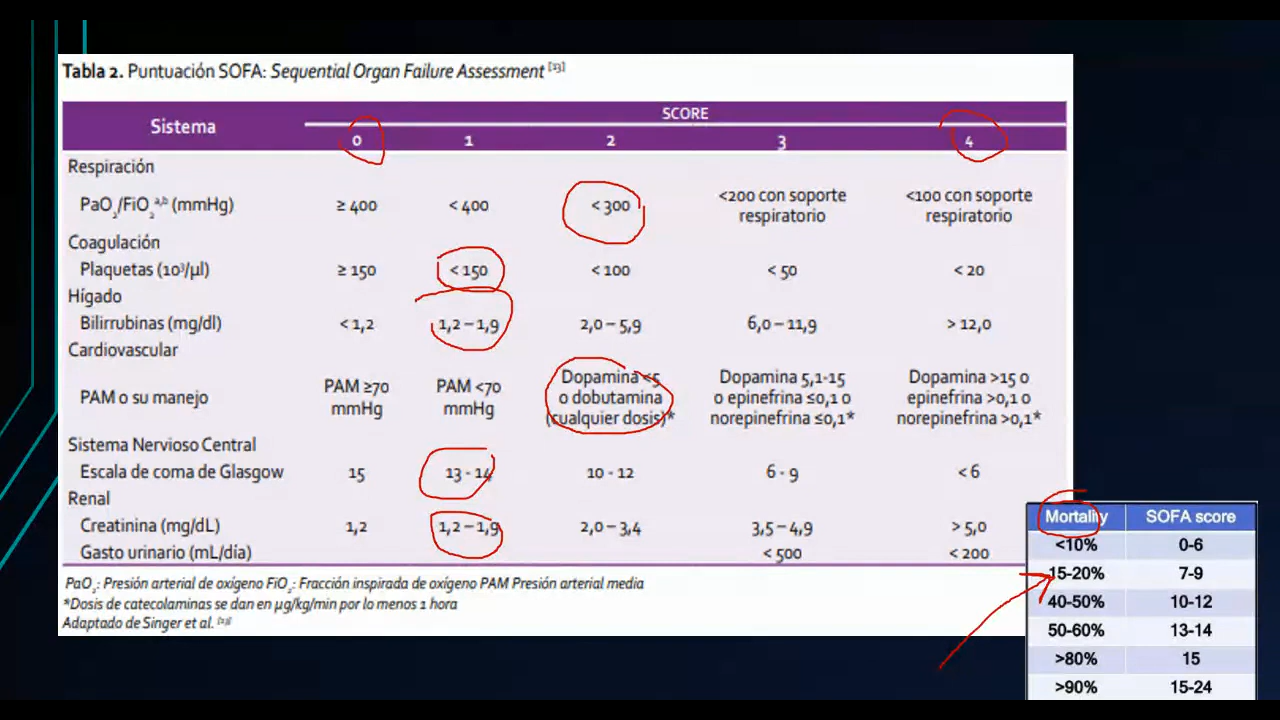 Tabla 2. Puntuación SOFA: Sequential Organ Failure Assessment [13]
Sistema SCORE
0 1 2 3 4
Respiración
PaO2/FiO2 a,b (mmHg) ≥ 400 < 400 < 300 <200 con soporte respiratorio <100 con soporte respiratorio
Coagulación
Plaquetas (10³/µl) ≥ 150 < 150 < 100 < 50 < 20
Hígado
Bilirrubinas (mg/dl) < 1,2 1,2 – 1,9 2,0 – 5,9 6,0 – 11,9 > 12,0
Cardiovascular
PAM o su manejo PAM ≥70 mmHg PAM <70 mmHg Dopamina <5 o dobutamina (cualquier dosis)* Dopamina 5,1-15 o epinefrina ≤0,1 o norepinefrina ≤0,1* Dopamina >15 o epinefrina >0,1 o norepinefrina >0,1*
Sistema Nervioso Central
Escala de coma de Glasgow 15 13 - 14 10 - 12 6 - 9 < 6
Renal
Creatinina (mg/dL) 1,2 1,2 – 1,9 2,0 – 3,4 3,5 – 4,9 > 5,0
Gasto urinario (mL/día) < 500 < 200
PaO2: Presión arterial de oxígeno FiO2: Fracción inspirada de oxígeno PAM Presión arterial media
*Dosis de catecolaminas se dan en µg/kg/min por lo menos 1 hora
Adaptado de Singer et al.
Mortality SOFA score
<10% 0-6
15-20% 7-9
40-50% 10-12
50-60% 13-14
>80% 15
>90% 15-24